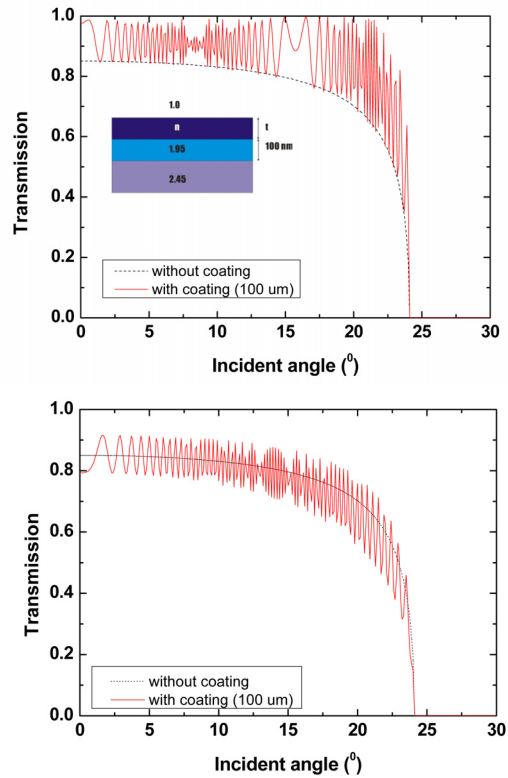 1.0
0.8
0.6
0.4
0.2
0.0
Transmission
1.0
n
t
1.95
100 nm
2.45
without coating
with coating (100 um)
0 5 10 15 20 25 30
Incident angle (⁰)
1.0
0.8
0.6
0.4
0.2
0.0
Transmission
without coating
with coating (100 um)
0 5 10 15 20 25 30
Incident angle (⁰)